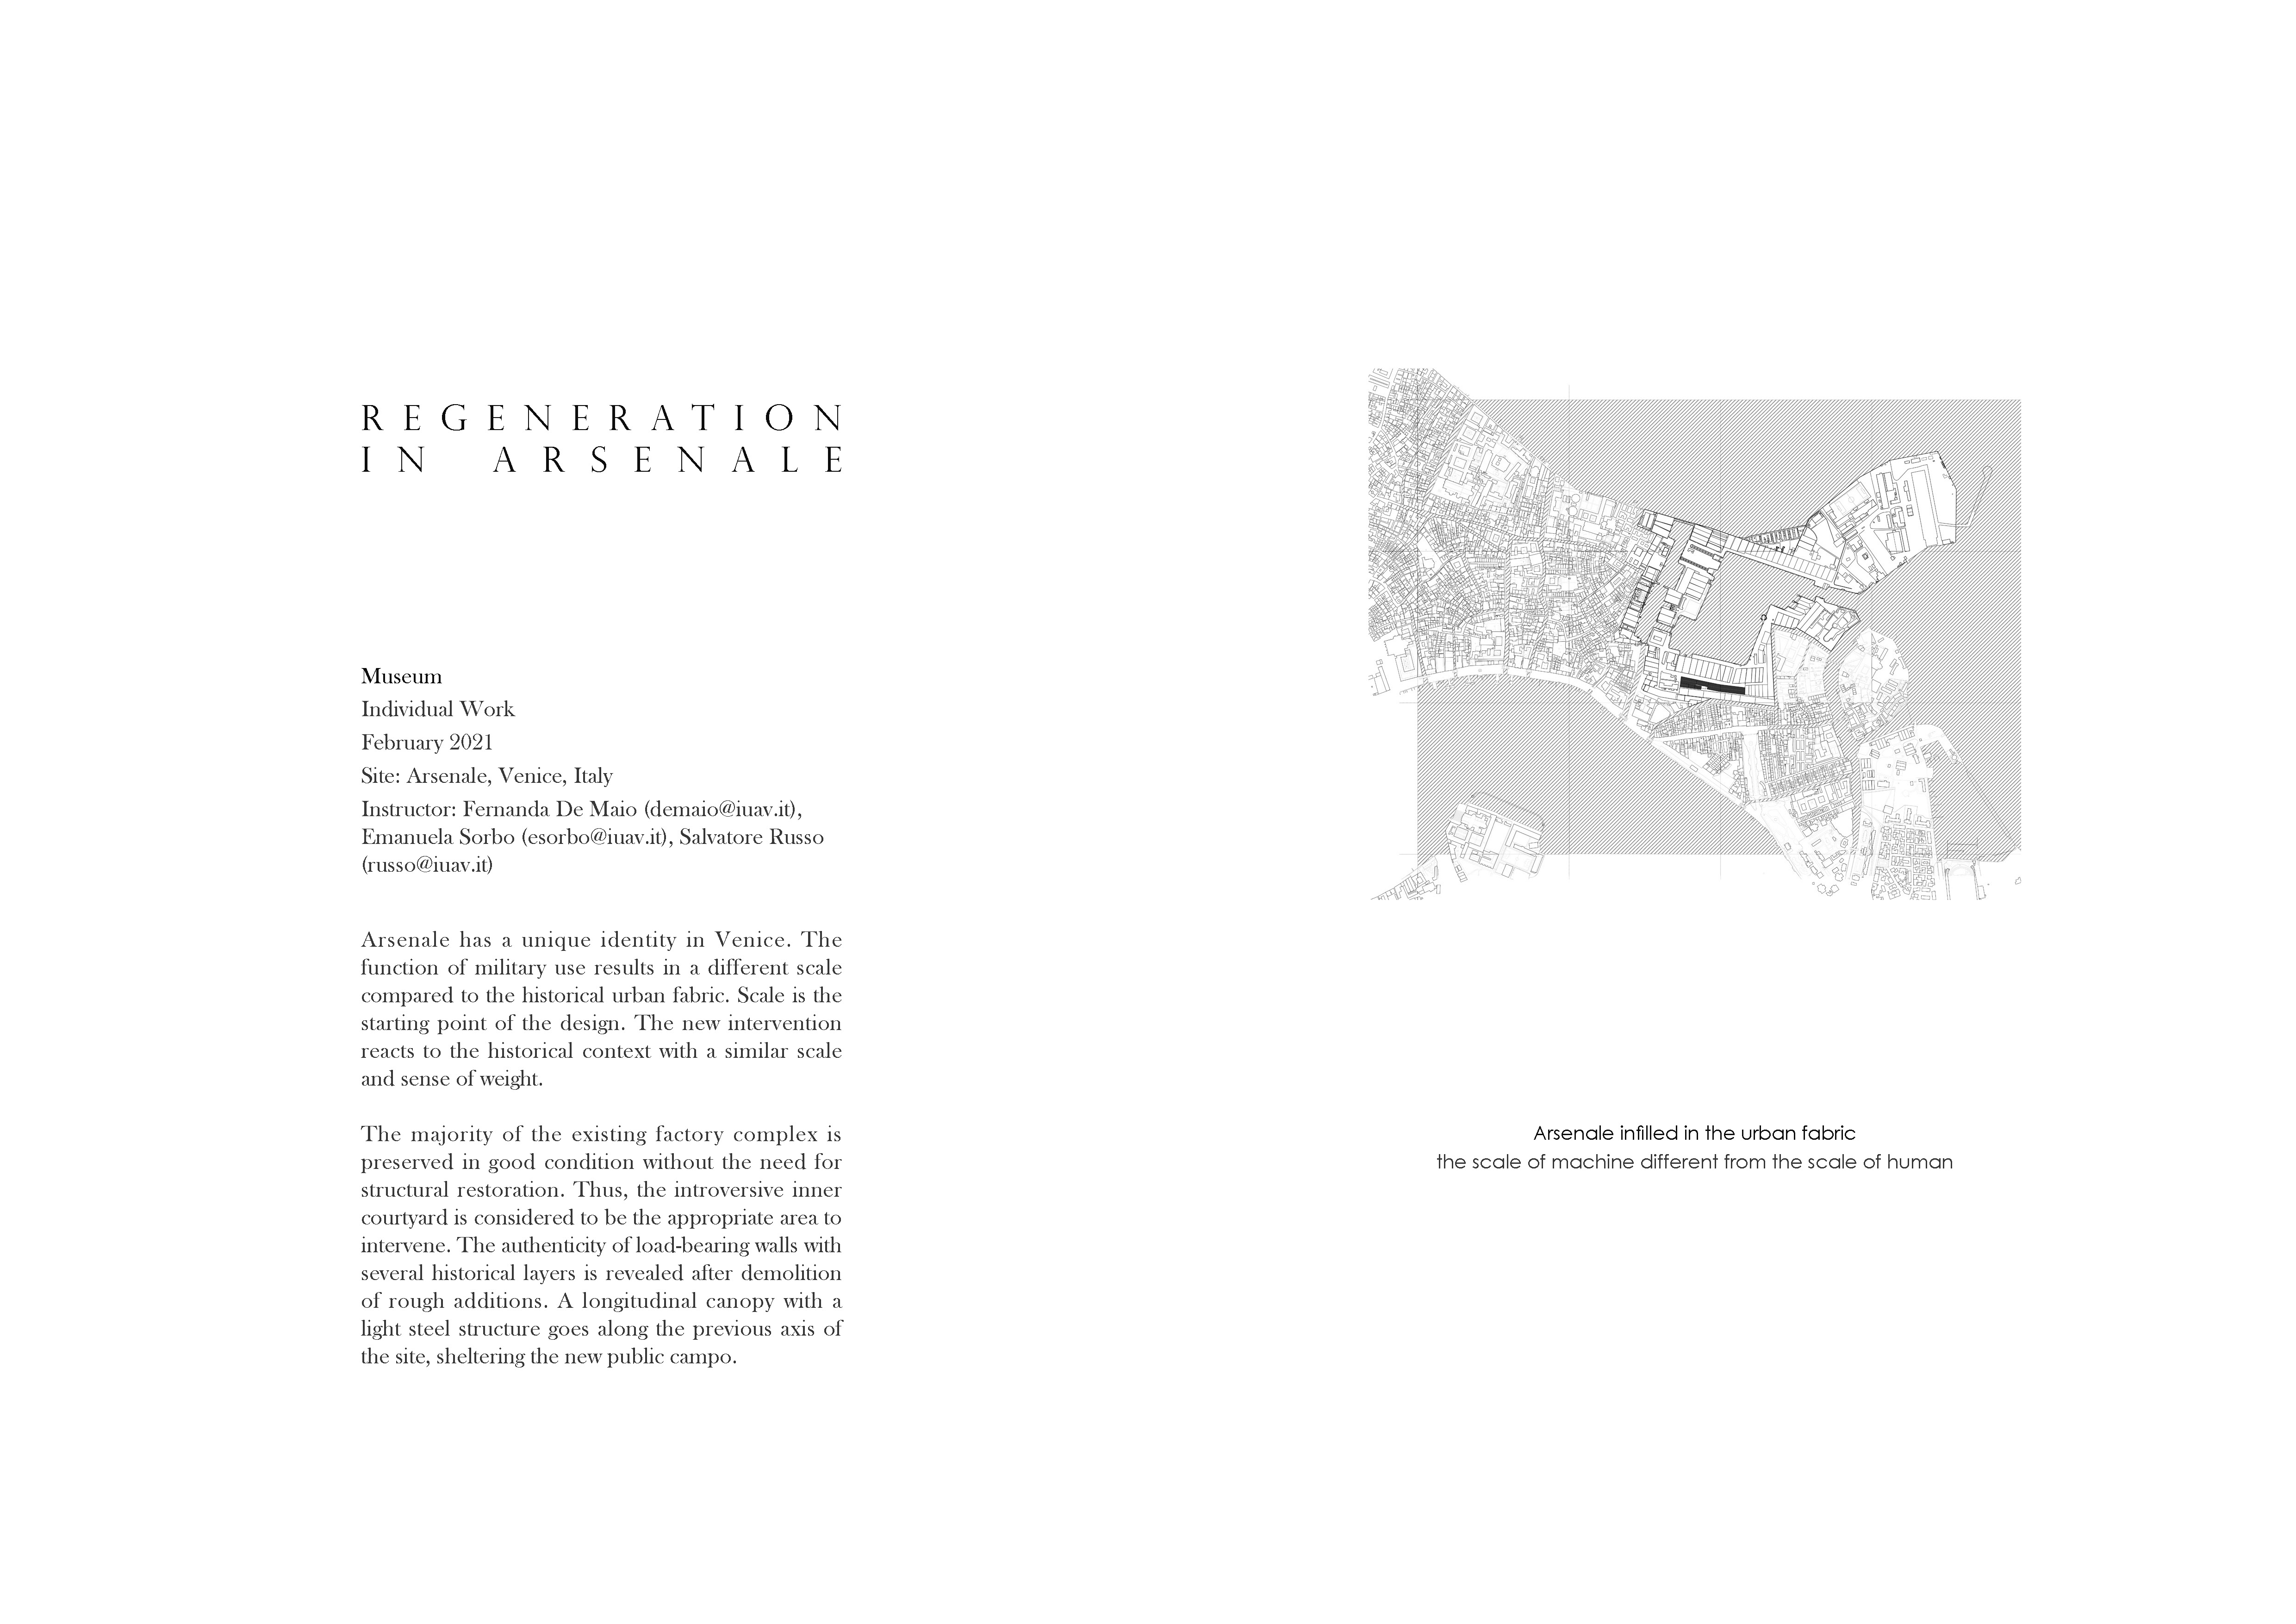 REGENERATION
IN ARSENALE
Museum
Individual Work
February 2021
Site: Arsenale, Venice, Italy
Instructor: Fernanda De Maio (demaio@iuav.it),
Emanuela Sorbo (esorbo@iuav.it), Salvatore Russo
(russo@iuav.it)
Arsenale has a unique identity in Venice. The
function of military use results in a different scale
compared to the historical urban fabric. Scale is the
starting point of the design. The new intervention
reacts to the historical context with a similar scale
and sense of weight.
The majority of the existing factory complex is
preserved in good condition without the need for
structural restoration. Thus, the introversive inner
courtyard is considered to be the appropriate area to
intervene. The authenticity of load-bearing walls with
several historical layers is revealed after demolition
of rough additions. A longitudinal canopy with a
light steel structure goes along the previous axis of
the site, sheltering the new public campo.
Arsenale infilled in the urban fabric
the scale of machine different from the scale of human